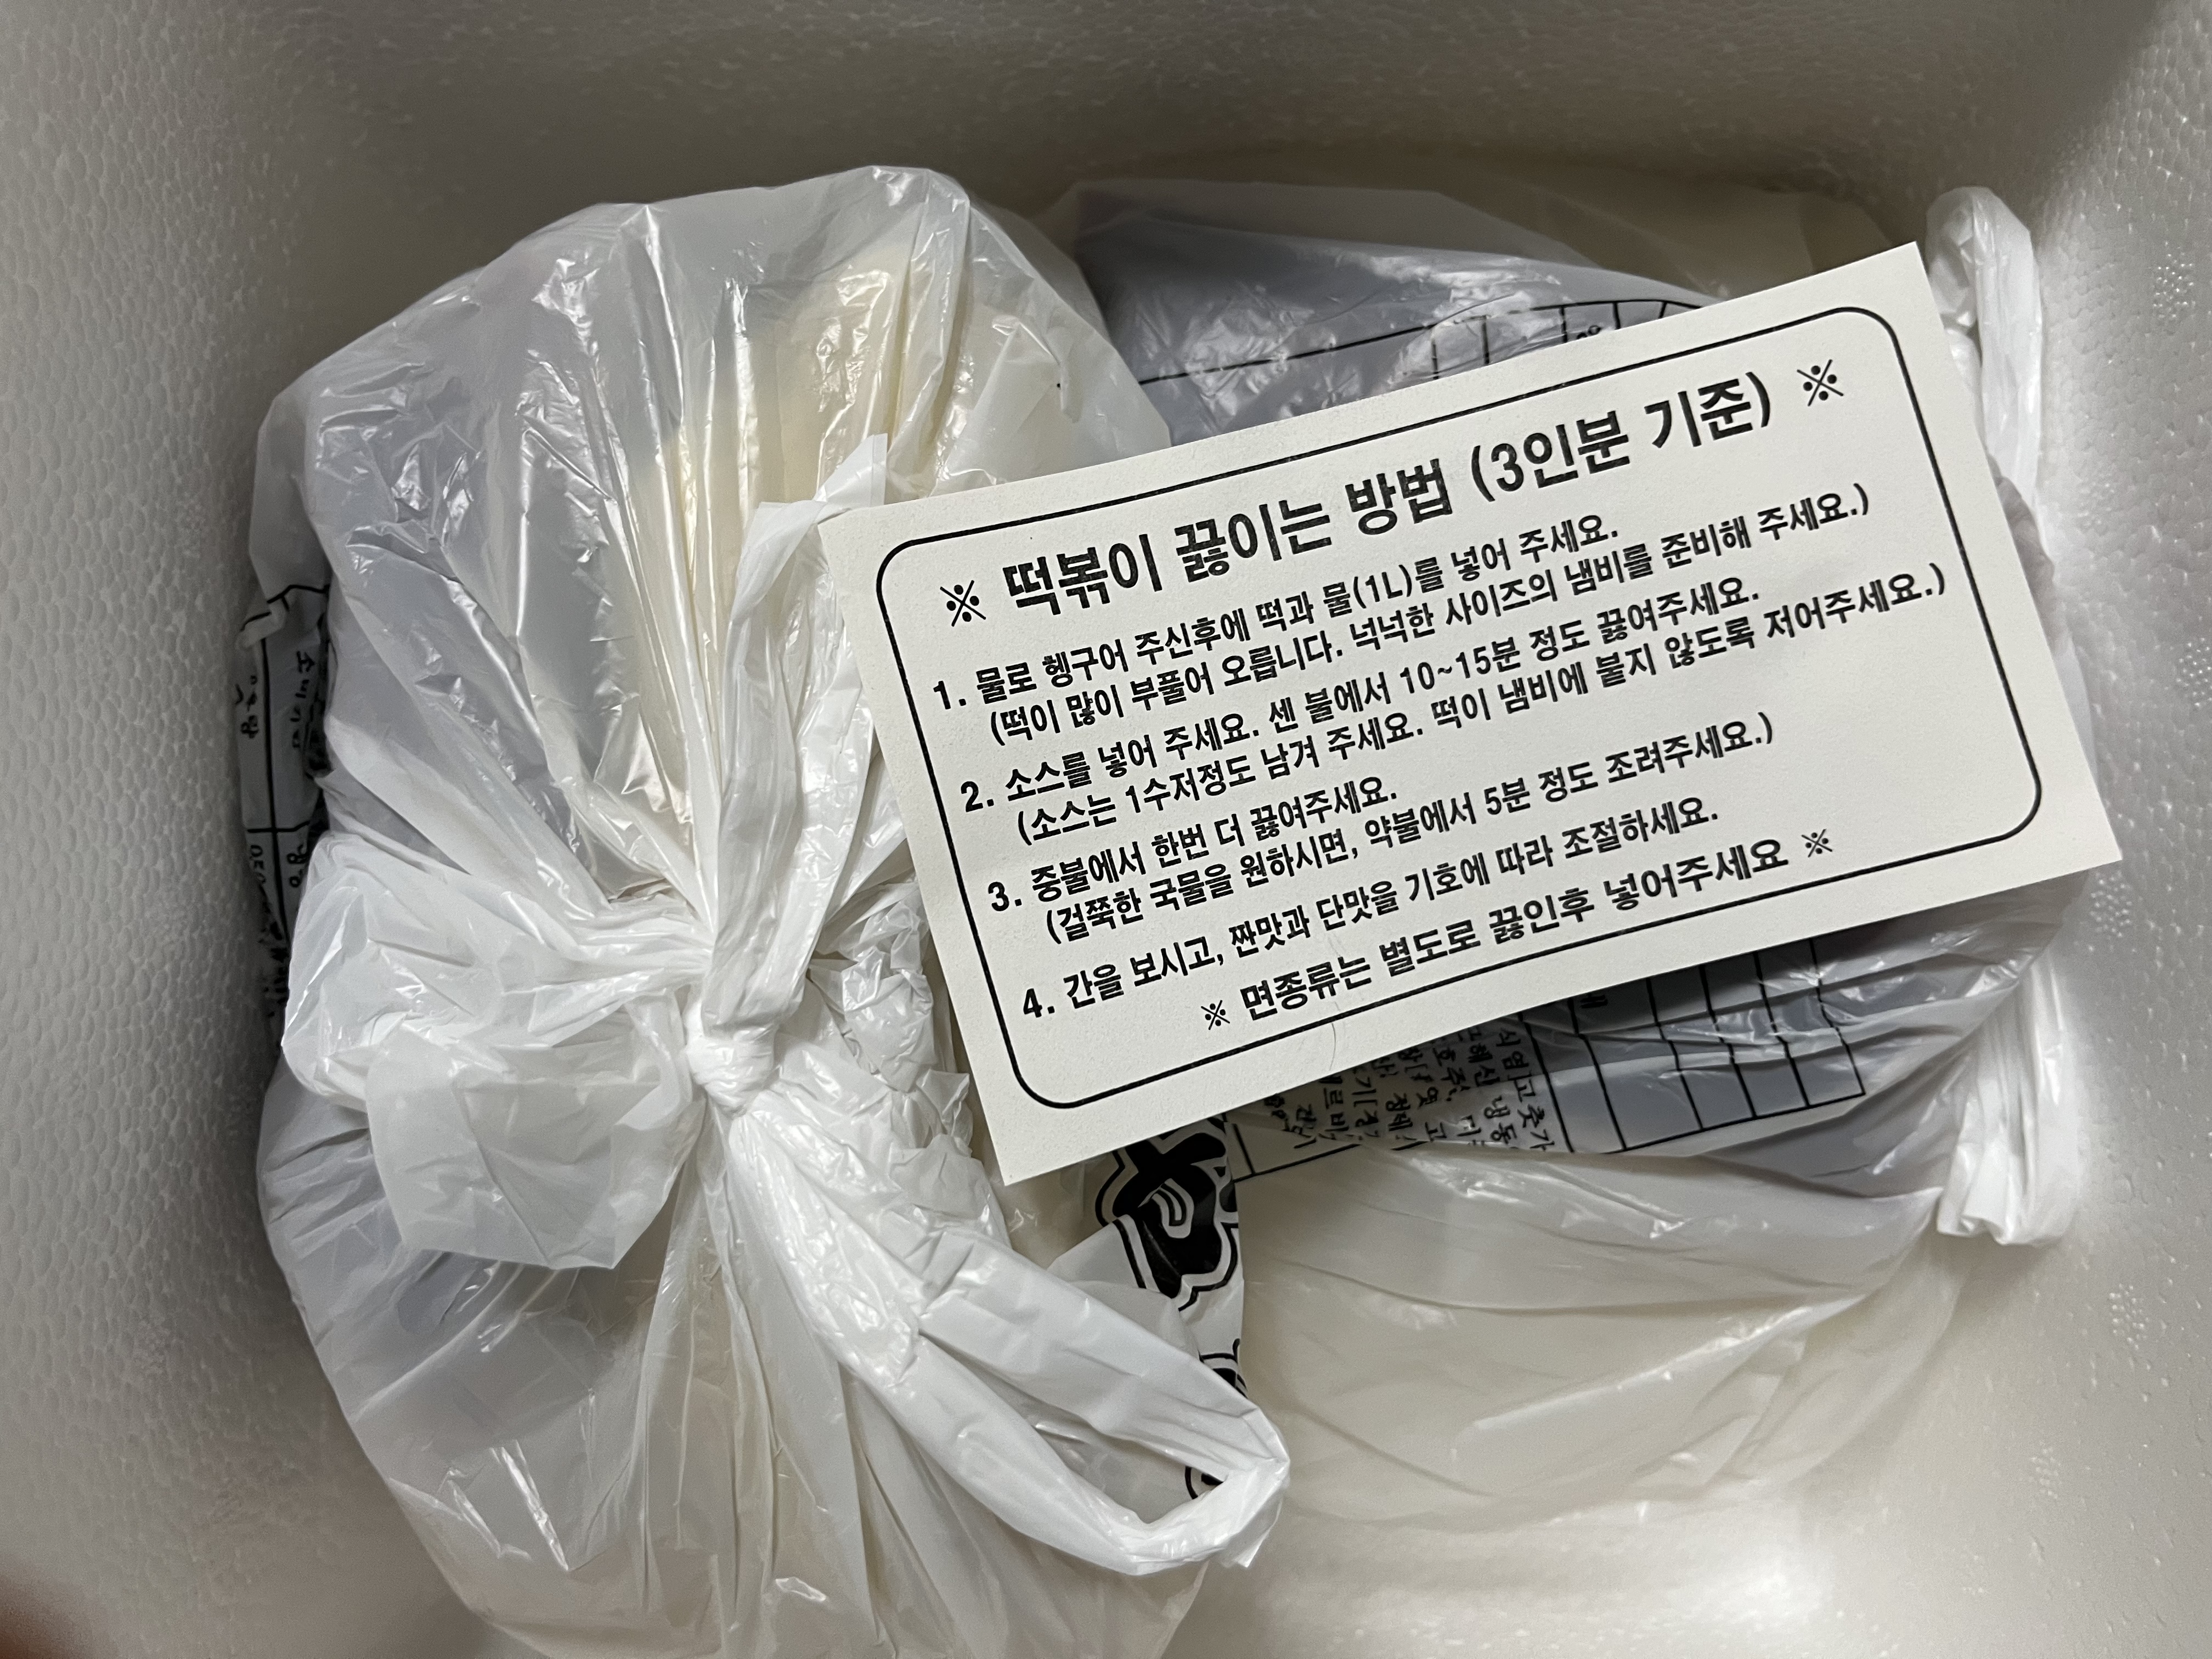 ※ 떡볶이 끓이는 방법 (3인분 기준) ※
1. 물로 헹구어 주신후에 떡과 물(1L)를 넣어 주세요.
(떡이 많이 부풀어 오릅니다. 넉넉한 사이즈의 냄비를 준비해 주세요.)
2. 소스를 넣어 주세요. 센 불에서 10~15분 정도 끓여주세요.
(소스는 1수저정도 남겨 주세요. 떡이 냄비에 붙지 않도록 저어주세요.)
3. 중불에서 한번 더 끓여주세요.
(걸쭉한 국물을 원하시면, 약불에서 5분 정도 조려주세요.)
4. 간을 보시고, 짠맛과 단맛을 기호에 따라 조절하세요.
※ 면종류는 별도로 끓인후 넣어주세요 ※